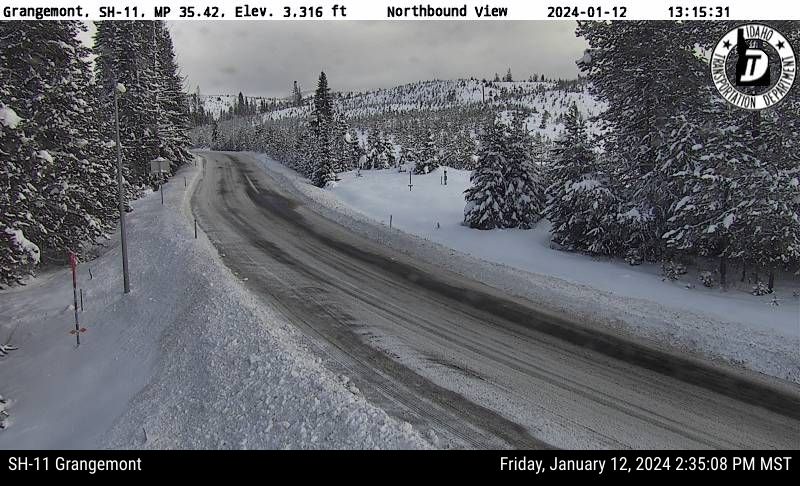 Grangemont, SH-11, MP 35.42, Elev. 3,316 ft Northbound View 2024-01-12 13:15:31
IDAHO
TRANSPORTATION DEPARTMENT
SH-11 Grangemont Friday, January 12, 2024 2:35:08 PM MST